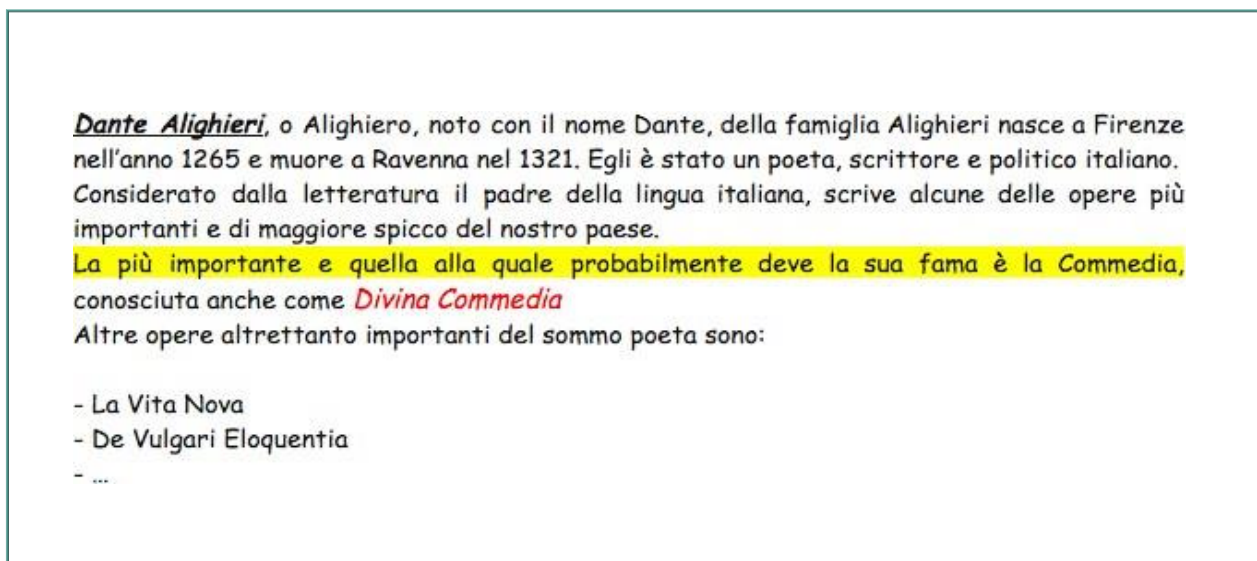 Dante Alighieri, o Alighiero, noto con il nome Dante, della famiglia Alighieri nasce a Firenze
nell'anno 1265 e muore a Ravenna nel 1321. Egli è stato un poeta, scrittore e politico italiano.
Considerato dalla letteratura il padre della lingua italiana, scrive alcune delle opere più
importanti e di maggiore spicco del nostro paese.
La più importante e quella alla quale probabilmente deve la sua fama è la Commedia,
conosciuta anche come Divina Commedia
Altre opere altrettanto importanti del sommo poeta sono:
- La Vita Nova
- De Vulgari Eloquentia
- ...